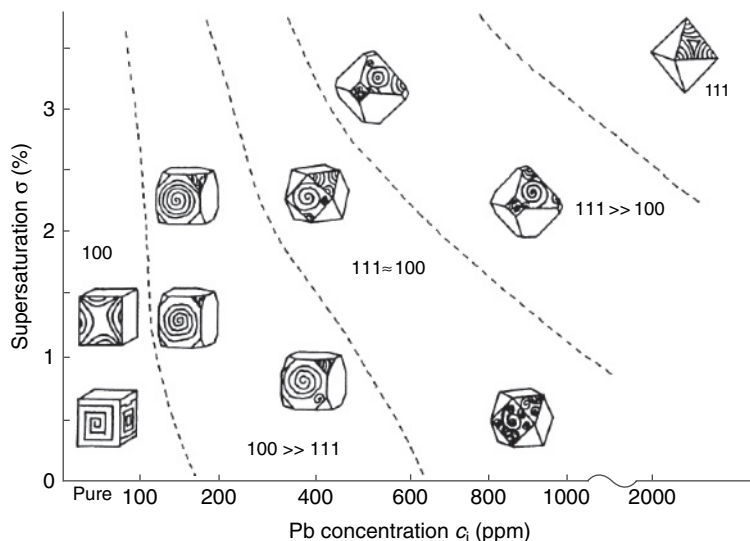 3
111
Supersaturation σ (%)
2
111 >> 100
100
111≈100
1
100 >> 111
0
Pure 100 200 400 600 800 1000 2000
Pb concentration cᵢ (ppm)